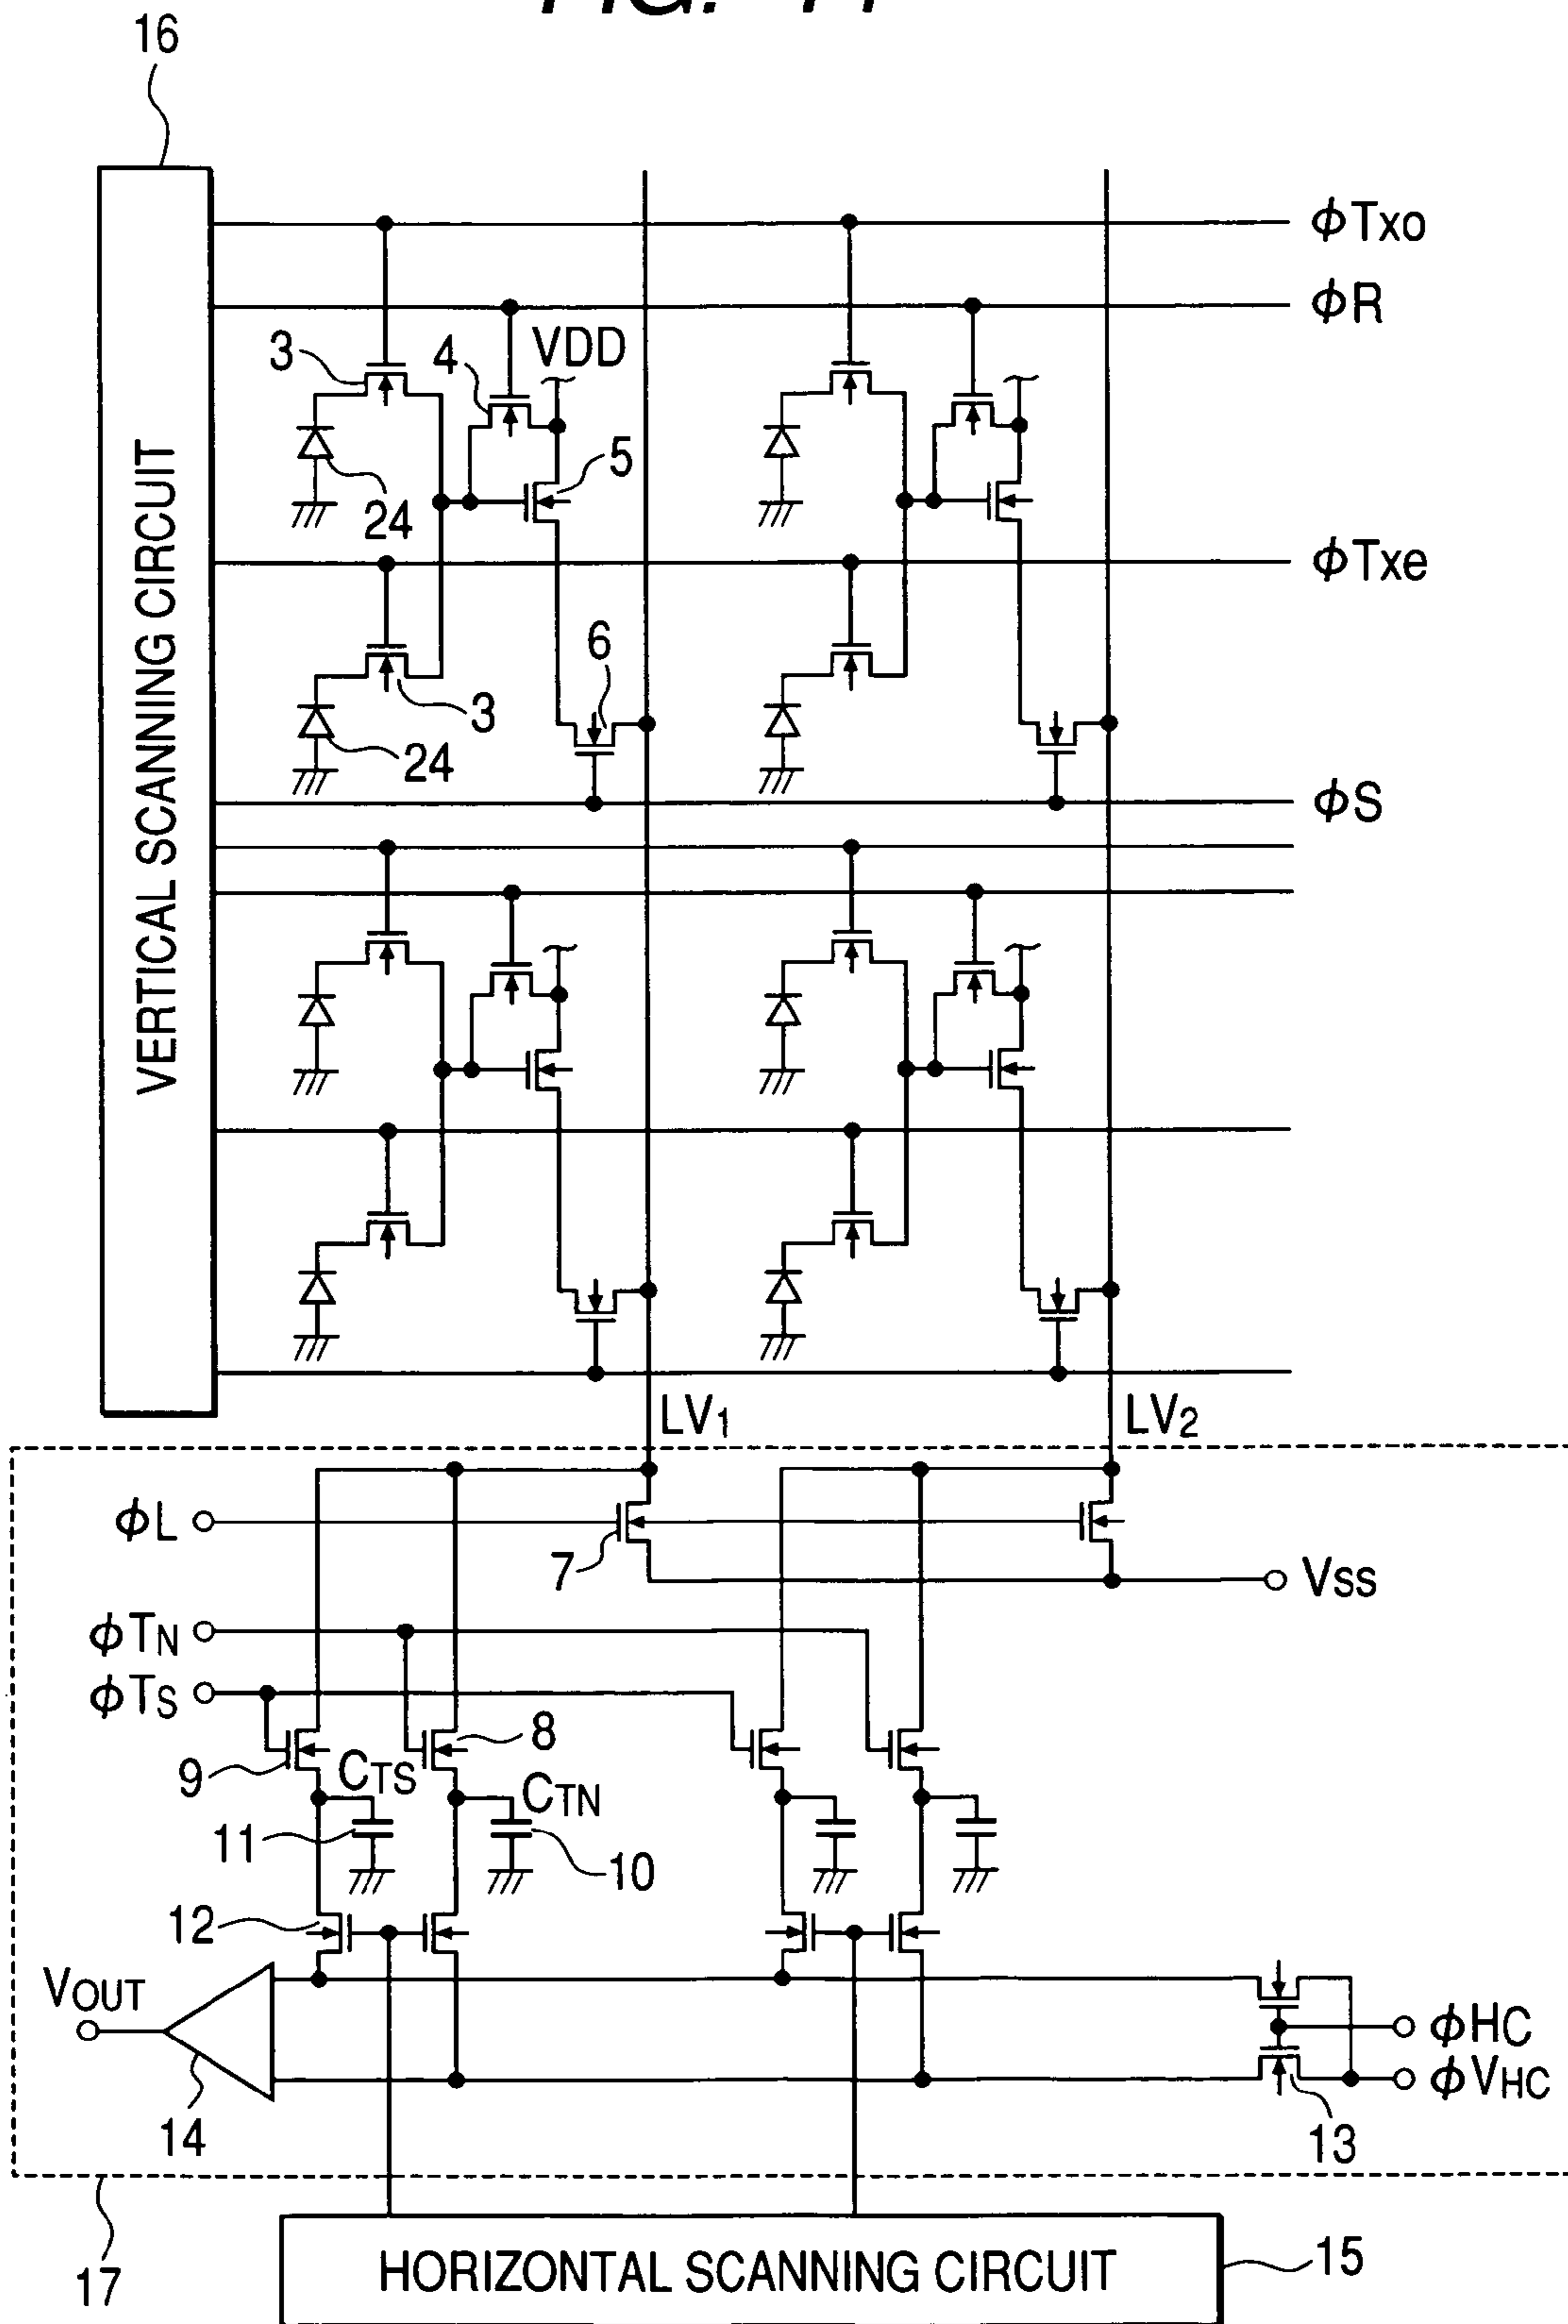 16
ϕTxo
ϕR
3
4
VDD
5
24
ϕTxe
6
3
24
ϕS
VERTICAL SCANNING CIRCUIT
LV1
LV2
ϕL
7
VSS
ϕTN
ϕTS
8
9
CTS
CTN
11
10
12
VOUT
ϕHC
ϕVHC
14
13
17
HORIZONTAL SCANNING CIRCUIT
15